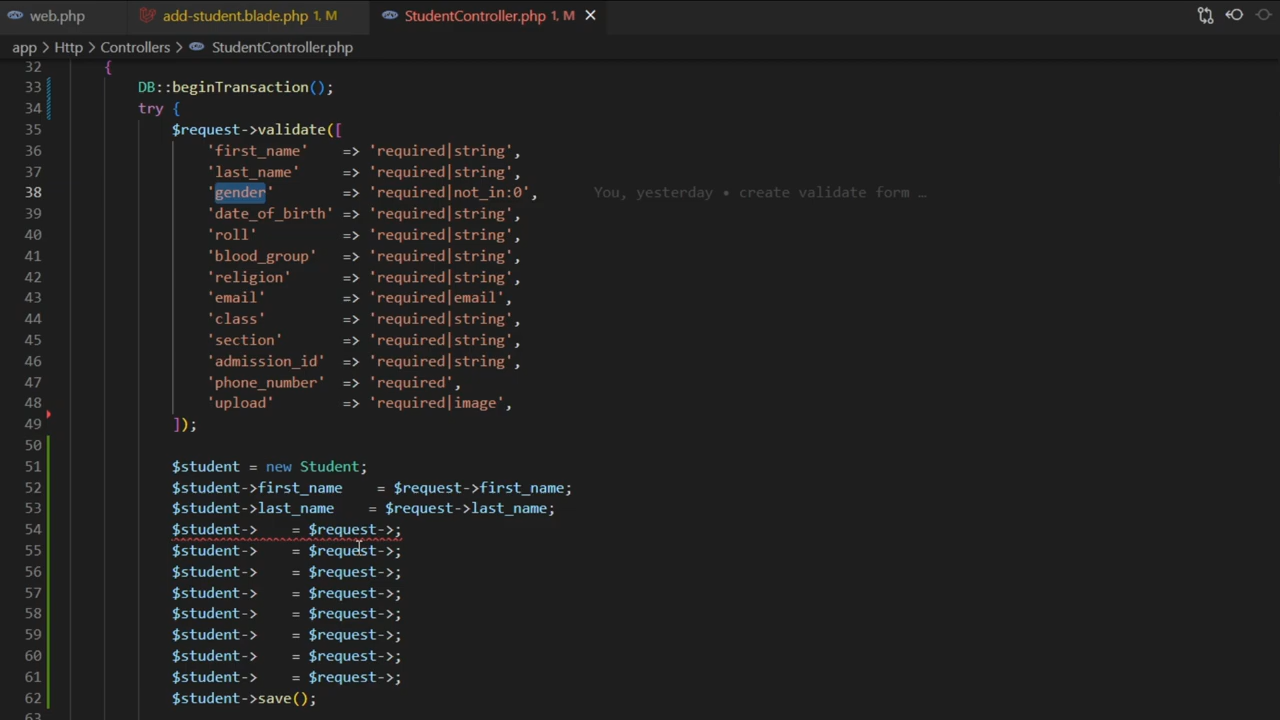 web.php add-student.blade.php 1, M StudentController.php 1, M
app > Http > Controllers > StudentController.php
32 {
33 DB::beginTransaction();
34 try {
35 $request->validate([
36 'first_name' => 'required|string',
37 'last_name' => 'required|string',
38 'gender' => 'required|not_in:0', You, yesterday • create validate form …
39 'date_of_birth' => 'required|string',
40 'roll' => 'required|string',
41 'blood_group' => 'required|string',
42 'religion' => 'required|string',
43 'email' => 'required|email',
44 'class' => 'required|string',
45 'section' => 'required|string',
46 'admission_id' => 'required|string',
47 'phone_number' => 'required',
48 'upload' => 'required|image',
49 ]);
50
51 $student = new Student;
52 $student->first_name = $request->first_name;
53 $student->last_name = $request->last_name;
54 $student-> = $request->;
55 $student-> = $request->;
56 $student-> = $request->;
57 $student-> = $request->;
58 $student-> = $request->;
59 $student-> = $request->;
60 $student-> = $request->;
61 $student-> = $request->;
62 $student->save();
63